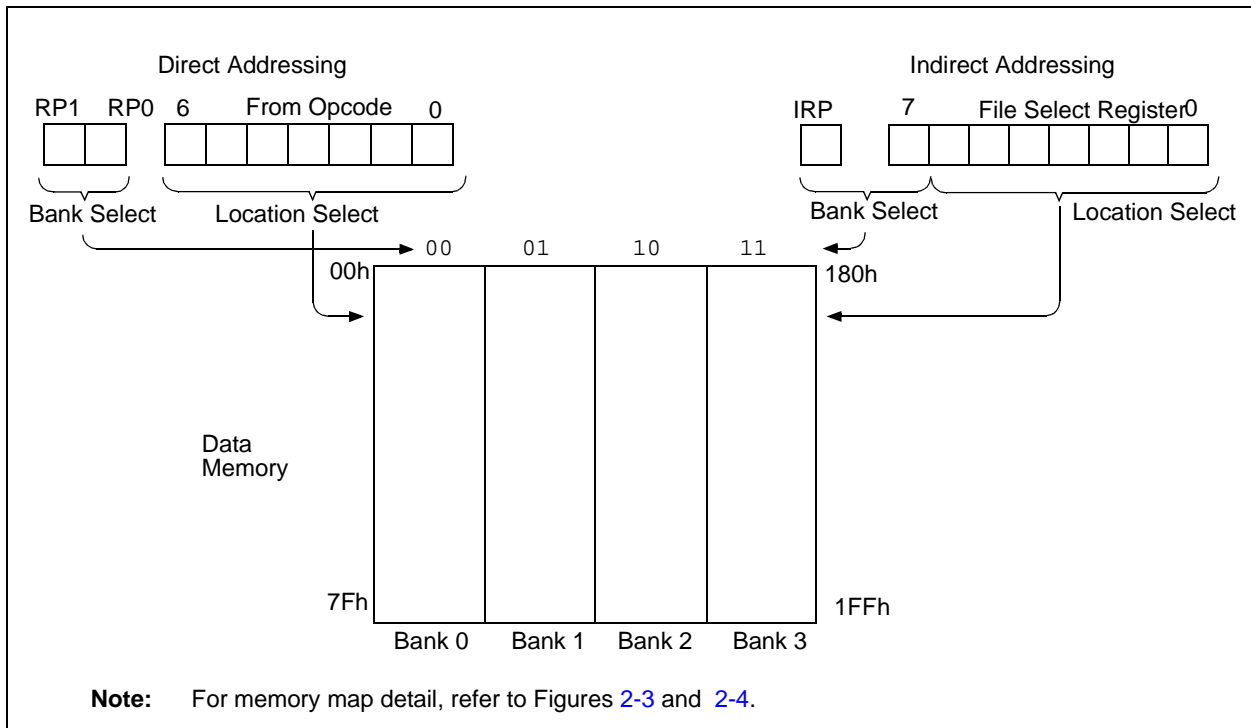 Direct Addressing
Indirect Addressing
RP1 RP0 6 From Opcode 0
IRP 7 File Select Register 0
Bank Select Location Select
Bank Select Location Select
00 01 10 11
00h
180h
Data
Memory
7Fh
1FFh
Bank 0 Bank 1 Bank 2 Bank 3
Note: For memory map detail, refer to Figures 2-3 and 2-4.